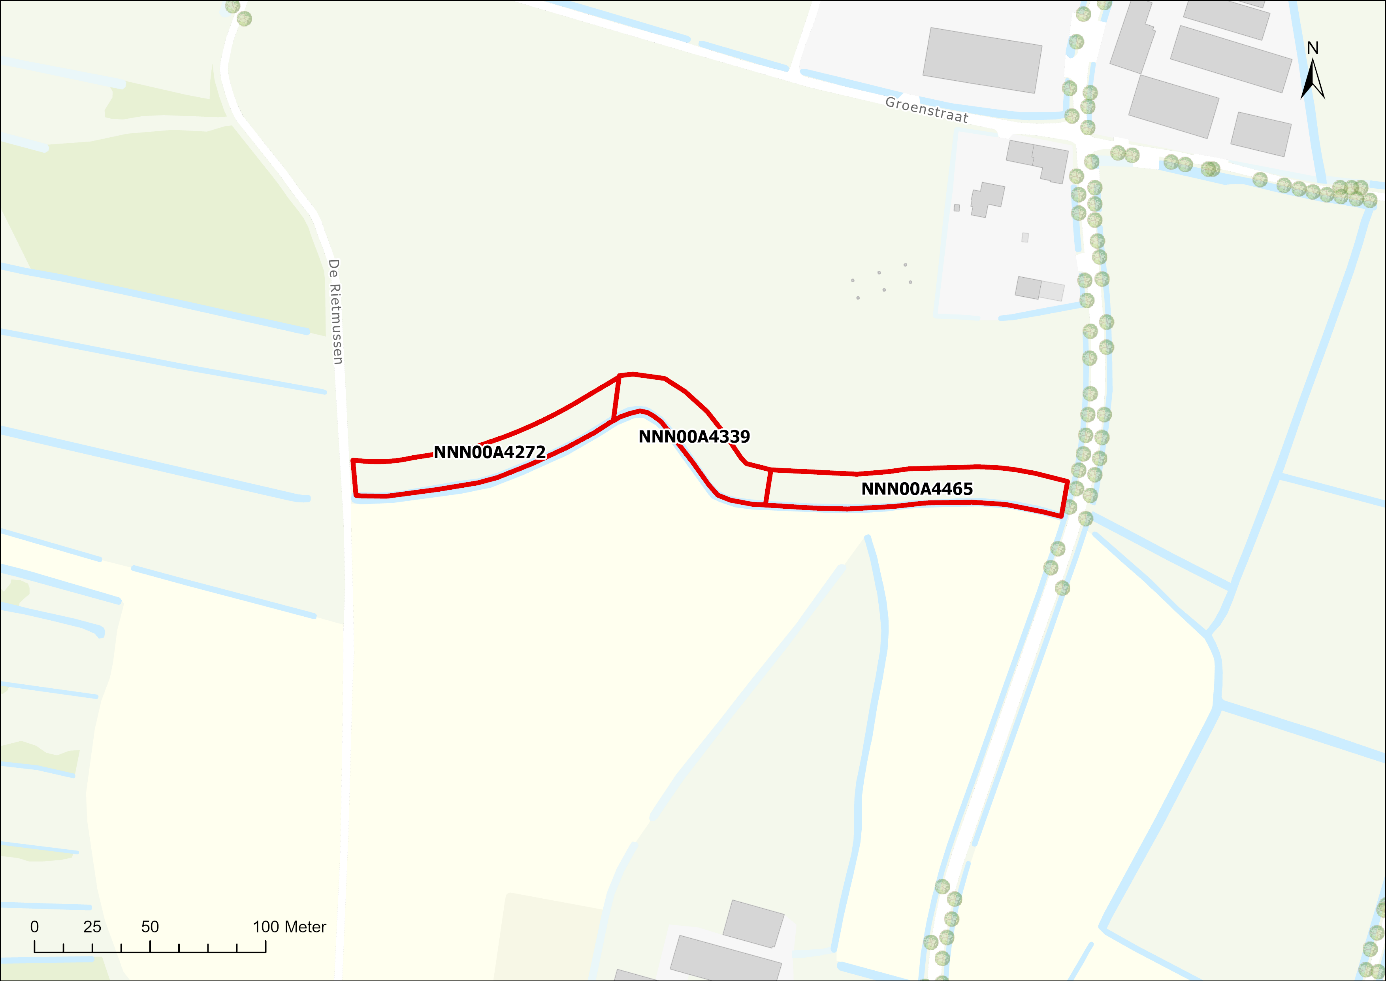 N
Groenstraat
De Rietmussen
NNN00A4272
NNN00A4339
NNN00A4465
0 25 50 100 Meter